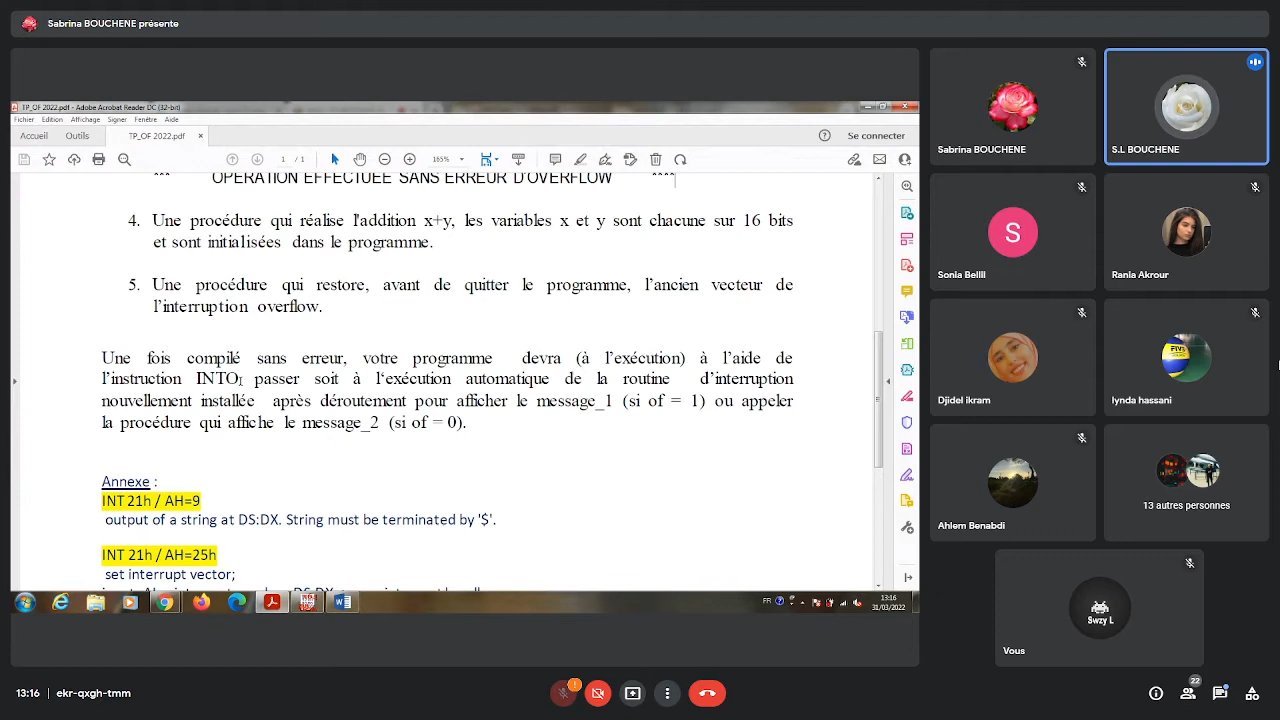 Sabrina BOUCHENE présente
TP_OF 2022.pdf - Adobe Acrobat Reader DC (32-bit)
Fichier Edition Affichage Signer Fenêtre Aide
Accueil Outils TP_OF 2022.pdf × Se connecter
1 / 1 165%
*** OPERATION EFFECTUEE SANS ERREUR D'OVERFLOW ****
4. Une procédure qui réalise l'addition x+y, les variables x et y sont chacune sur 16 bits
et sont initialisées dans le programme.
5. Une procédure qui restore, avant de quitter le programme, l'ancien vecteur de
l'interruption overflow.
Une fois compilé sans erreur, votre programme devra (à l'exécution) à l'aide de
l'instruction INTO, passer soit à l'exécution automatique de la routine d'interruption
nouvellement installée après déroutement pour afficher le message_1 (si of = 1) ou appeler
la procédure qui affiche le message_2 (si of = 0).
Annexe :
INT 21h / AH=9
output of a string at DS:DX. String must be terminated by '$'.
INT 21h / AH=25h
set interrupt vector;
FR 13:16
31/03/2022
Sabrina BOUCHENE
S.L BOUCHENE
S
Sonia Bellil
Rania Akrour
Djidel ikram
FIVB
lynda hassani
Ahlem Benabdi
13 autres personnes
Swzy L
Vous
13:16 ekr-qxgh-tmm
22